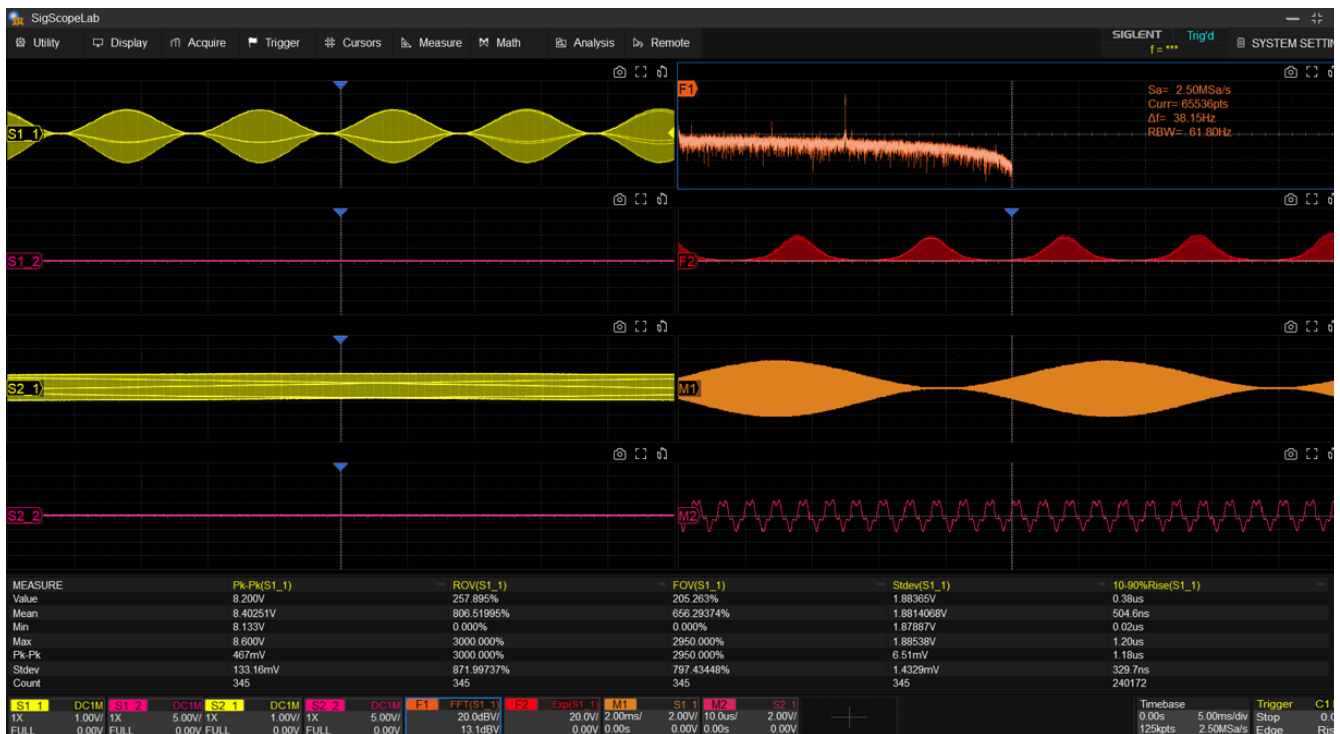 SigScopeLab
Utility Display Acquire Trigger Cursors Measure Math Analysis Remote
SIGLENT Trig'd
f = ***
SYSTEM SETTIN
S1_1
F1
Sa= 2.50MSa/s
Curr= 65536pts
Δf= 38.15Hz
RBW= 61.80Hz
S1_2
F2
S2_1
M1
S2_2
M2
MEASURE Pk-Pk(S1_1) ROV(S1_1) FOV(S1_1) Stdev(S1_1) 10-90%Rise(S1_1)
Value 8.200V 257.895% 205.263% 1.88365V 0.38us
Mean 8.40251V 806.51995% 656.29374% 1.8814068V 504.6ns
Min 8.133V 0.000% 0.000% 1.87887V 0.02us
Max 8.600V 3000.000% 2950.000% 1.88538V 1.20us
Pk-Pk 467mV 3000.000% 2950.000% 6.51mV 1.18us
Stdev 133.16mV 871.99737% 797.43448% 1.4329mV 329.7ns
Count 345 345 345 345 240172
S1_1 DC1M S1_2 DC1M S2_1 DC1M S2_2 DC1M F1 FFT(S1_1) F2 Exp(S1_1) M1 S1_1 M2 S2_1 Timebase Trigger C1
1X 1.00V/ 1X 5.00V/ 1X 1.00V/ 1X 5.00V/ 20.0dBV/ 20.0V/ 2.00ms/ 2.00V/ 10.0us/ 2.00V/ 0.00s 5.00ms/div Stop 0.0
FULL 0.00V FULL 0.00V FULL 0.00V FULL 0.00V 13.1dBV 0.00V 0.00s 0.00V 0.00s 0.00V 125kpts 2.50MSa/s Edge Ris